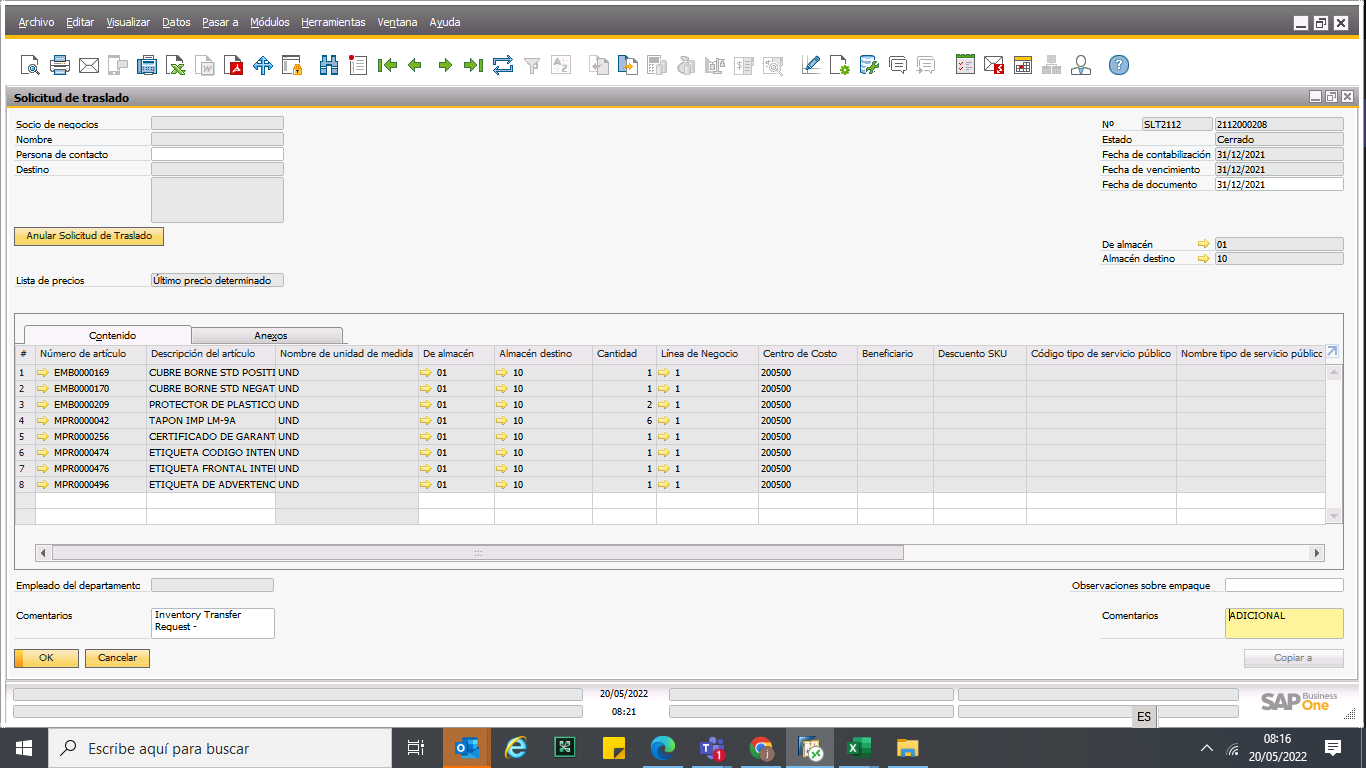 Archivo Editar Visualizar Datos Pasar a Módulos Herramientas Ventana Ayuda
Solicitud de traslado
Socio de negocios
Nombre
Persona de contacto
Destino
Nº SLT2112 2112000208
Estado Cerrado
Fecha de contabilización 31/12/2021
Fecha de vencimiento 31/12/2021
Fecha de documento 31/12/2021
Anular Solicitud de Traslado
De almacén 01
Almacén destino 10
Lista de precios Último precio determinado
Contenido Anexos
# Número de artículo Descripción del artículo Nombre de unidad de medida De almacén Almacén destino Cantidad Línea de Negocio Centro de Costo Beneficiario Descuento SKU Código tipo de servicio público Nombre tipo de servicio público
1 EMB0000169 CUBRE BORNE STD POSITI UND 01 10 1 1 200500
2 EMB0000170 CUBRE BORNE STD NEGAT UND 01 10 1 1 200500
3 EMB0000209 PROTECTOR DE PLASTICO UND 01 10 2 1 200500
4 MPR0000042 TAPON IMP LM-9A UND 01 10 6 1 200500
5 MPR0000256 CERTIFICADO DE GARANT UND 01 10 1 1 200500
6 MPR0000474 ETIQUETA CODIGO INTEN UND 01 10 1 1 200500
7 MPR0000476 ETIQUETA FRONTAL INTE UND 01 10 1 1 200500
8 MPR0000496 ETIQUETA DE ADVERTENC UND 01 10 1 1 200500
Empleado del departamento
Observaciones sobre empaque
Comentarios Inventory Transfer
Request -
Comentarios ADICIONAL
OK Cancelar Copiar a
20/05/2022
08:21
SAP Business
One
ES
Escribe aquí para buscar
1
08:16
20/05/2022